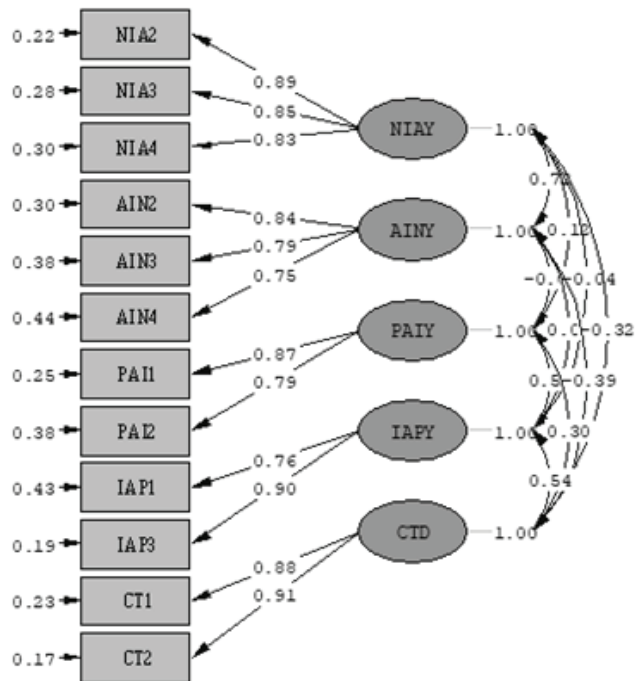 0.22 NIA2
0.89
0.28 NIA3
0.85
0.83
NIAY 1.00
0.30 NIA4
0.30 AIN2
0.84
AINY 1.00 0.12
0.79
0.38 AIN3
0.75
-0.04
0.44 AIN4
PAIY 1.00 -0.32
0.87
0.25 PAI1
0.79
-0.39
0.38 PAI2
IAPY 1.00 0.30
0.76
0.43 IAP1
0.54
0.90
CTD 1.00
0.19 IAP3
0.88
0.91
0.23 CT1
0.17 CT2